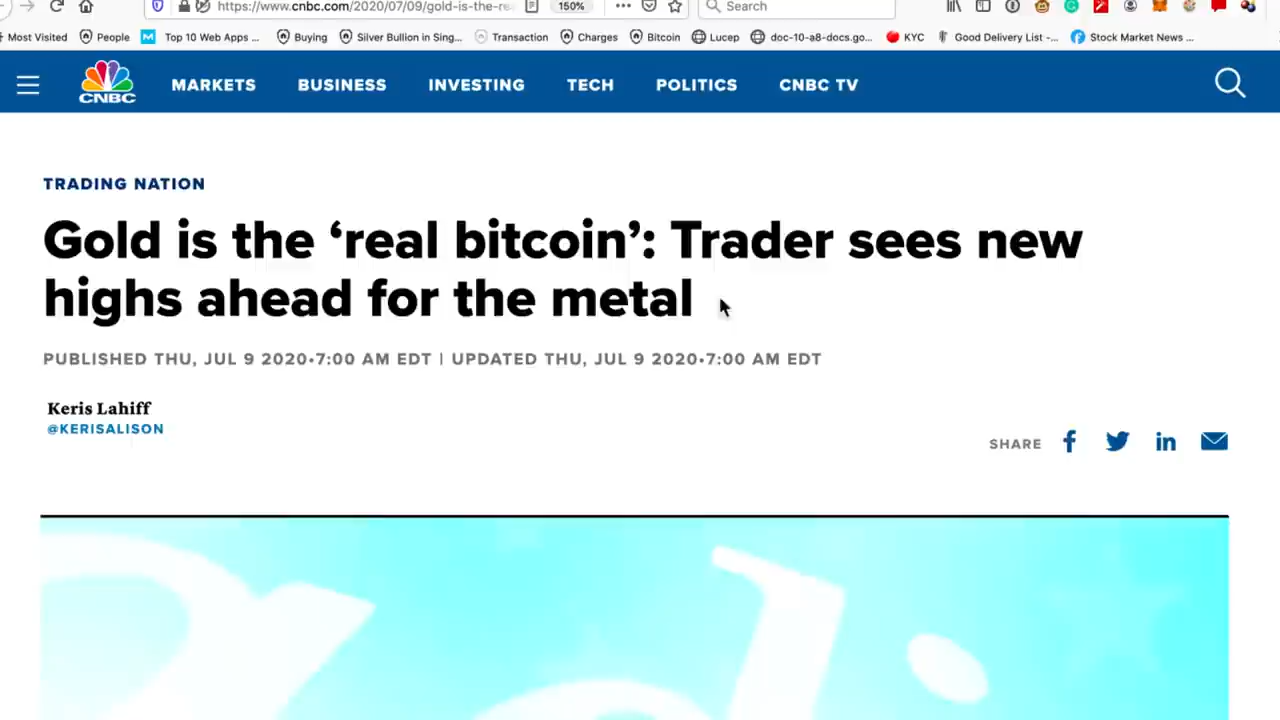 https://www.cnbc.com/2020/07/09/gold-is-the-re
150%
Search
Most Visited
People
Top 10 Web Apps ...
Buying
Silver Bullion in Sing...
Transaction
Charges
Bitcoin
Lucep
doc-10-a8-docs.go...
KYC
Good Delivery List -...
Stock Market News ...
CNBC
MARKETS
BUSINESS
INVESTING
TECH
POLITICS
CNBC TV
TRADING NATION
Gold is the ‘real bitcoin’: Trader sees new
highs ahead for the metal
PUBLISHED THU, JUL 9 2020•7:00 AM EDT | UPDATED THU, JUL 9 2020•7:00 AM EDT
Keris Lahiff
@KERISALISON
SHARE